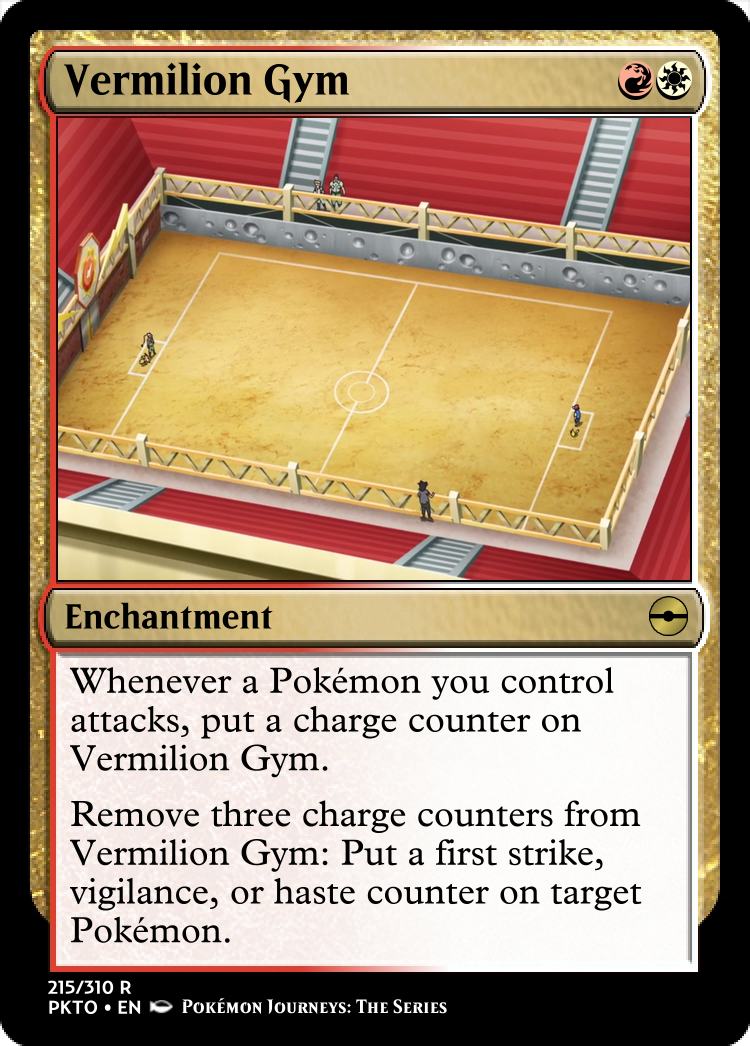 Vermilion Gym
Enchantment
Whenever a Pokémon you control
attacks, put a charge counter on
Vermilion Gym.
Remove three charge counters from
Vermilion Gym: Put a first strike,
vigilance, or haste counter on target
Pokémon.
215/310 R
PKTO • EN Pokémon Journeys: The Series